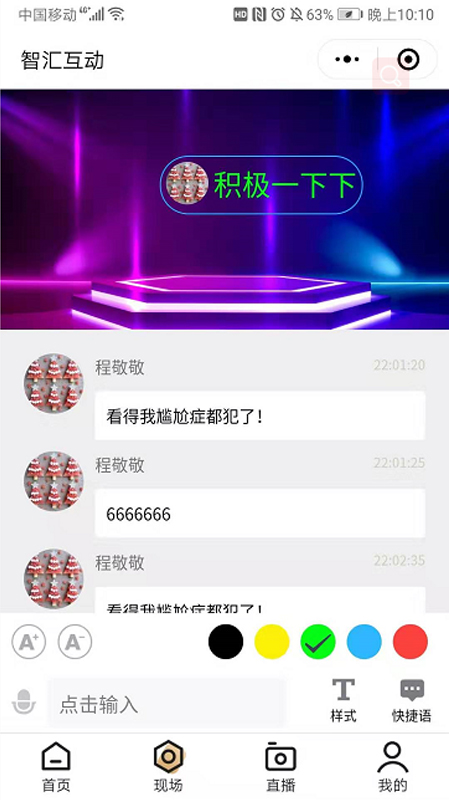 中国移动 4G+ HD 63% 晚上10:10
智汇互动
积极一下下
程敬敬 22:01:20
看得我尴尬症都犯了!
程敬敬 22:01:25
6666666
程敬敬 22:02:35
看得我尴尬症都犯了!
A+ A-
点击输入 样式 快捷语
首页 现场 直播 我的